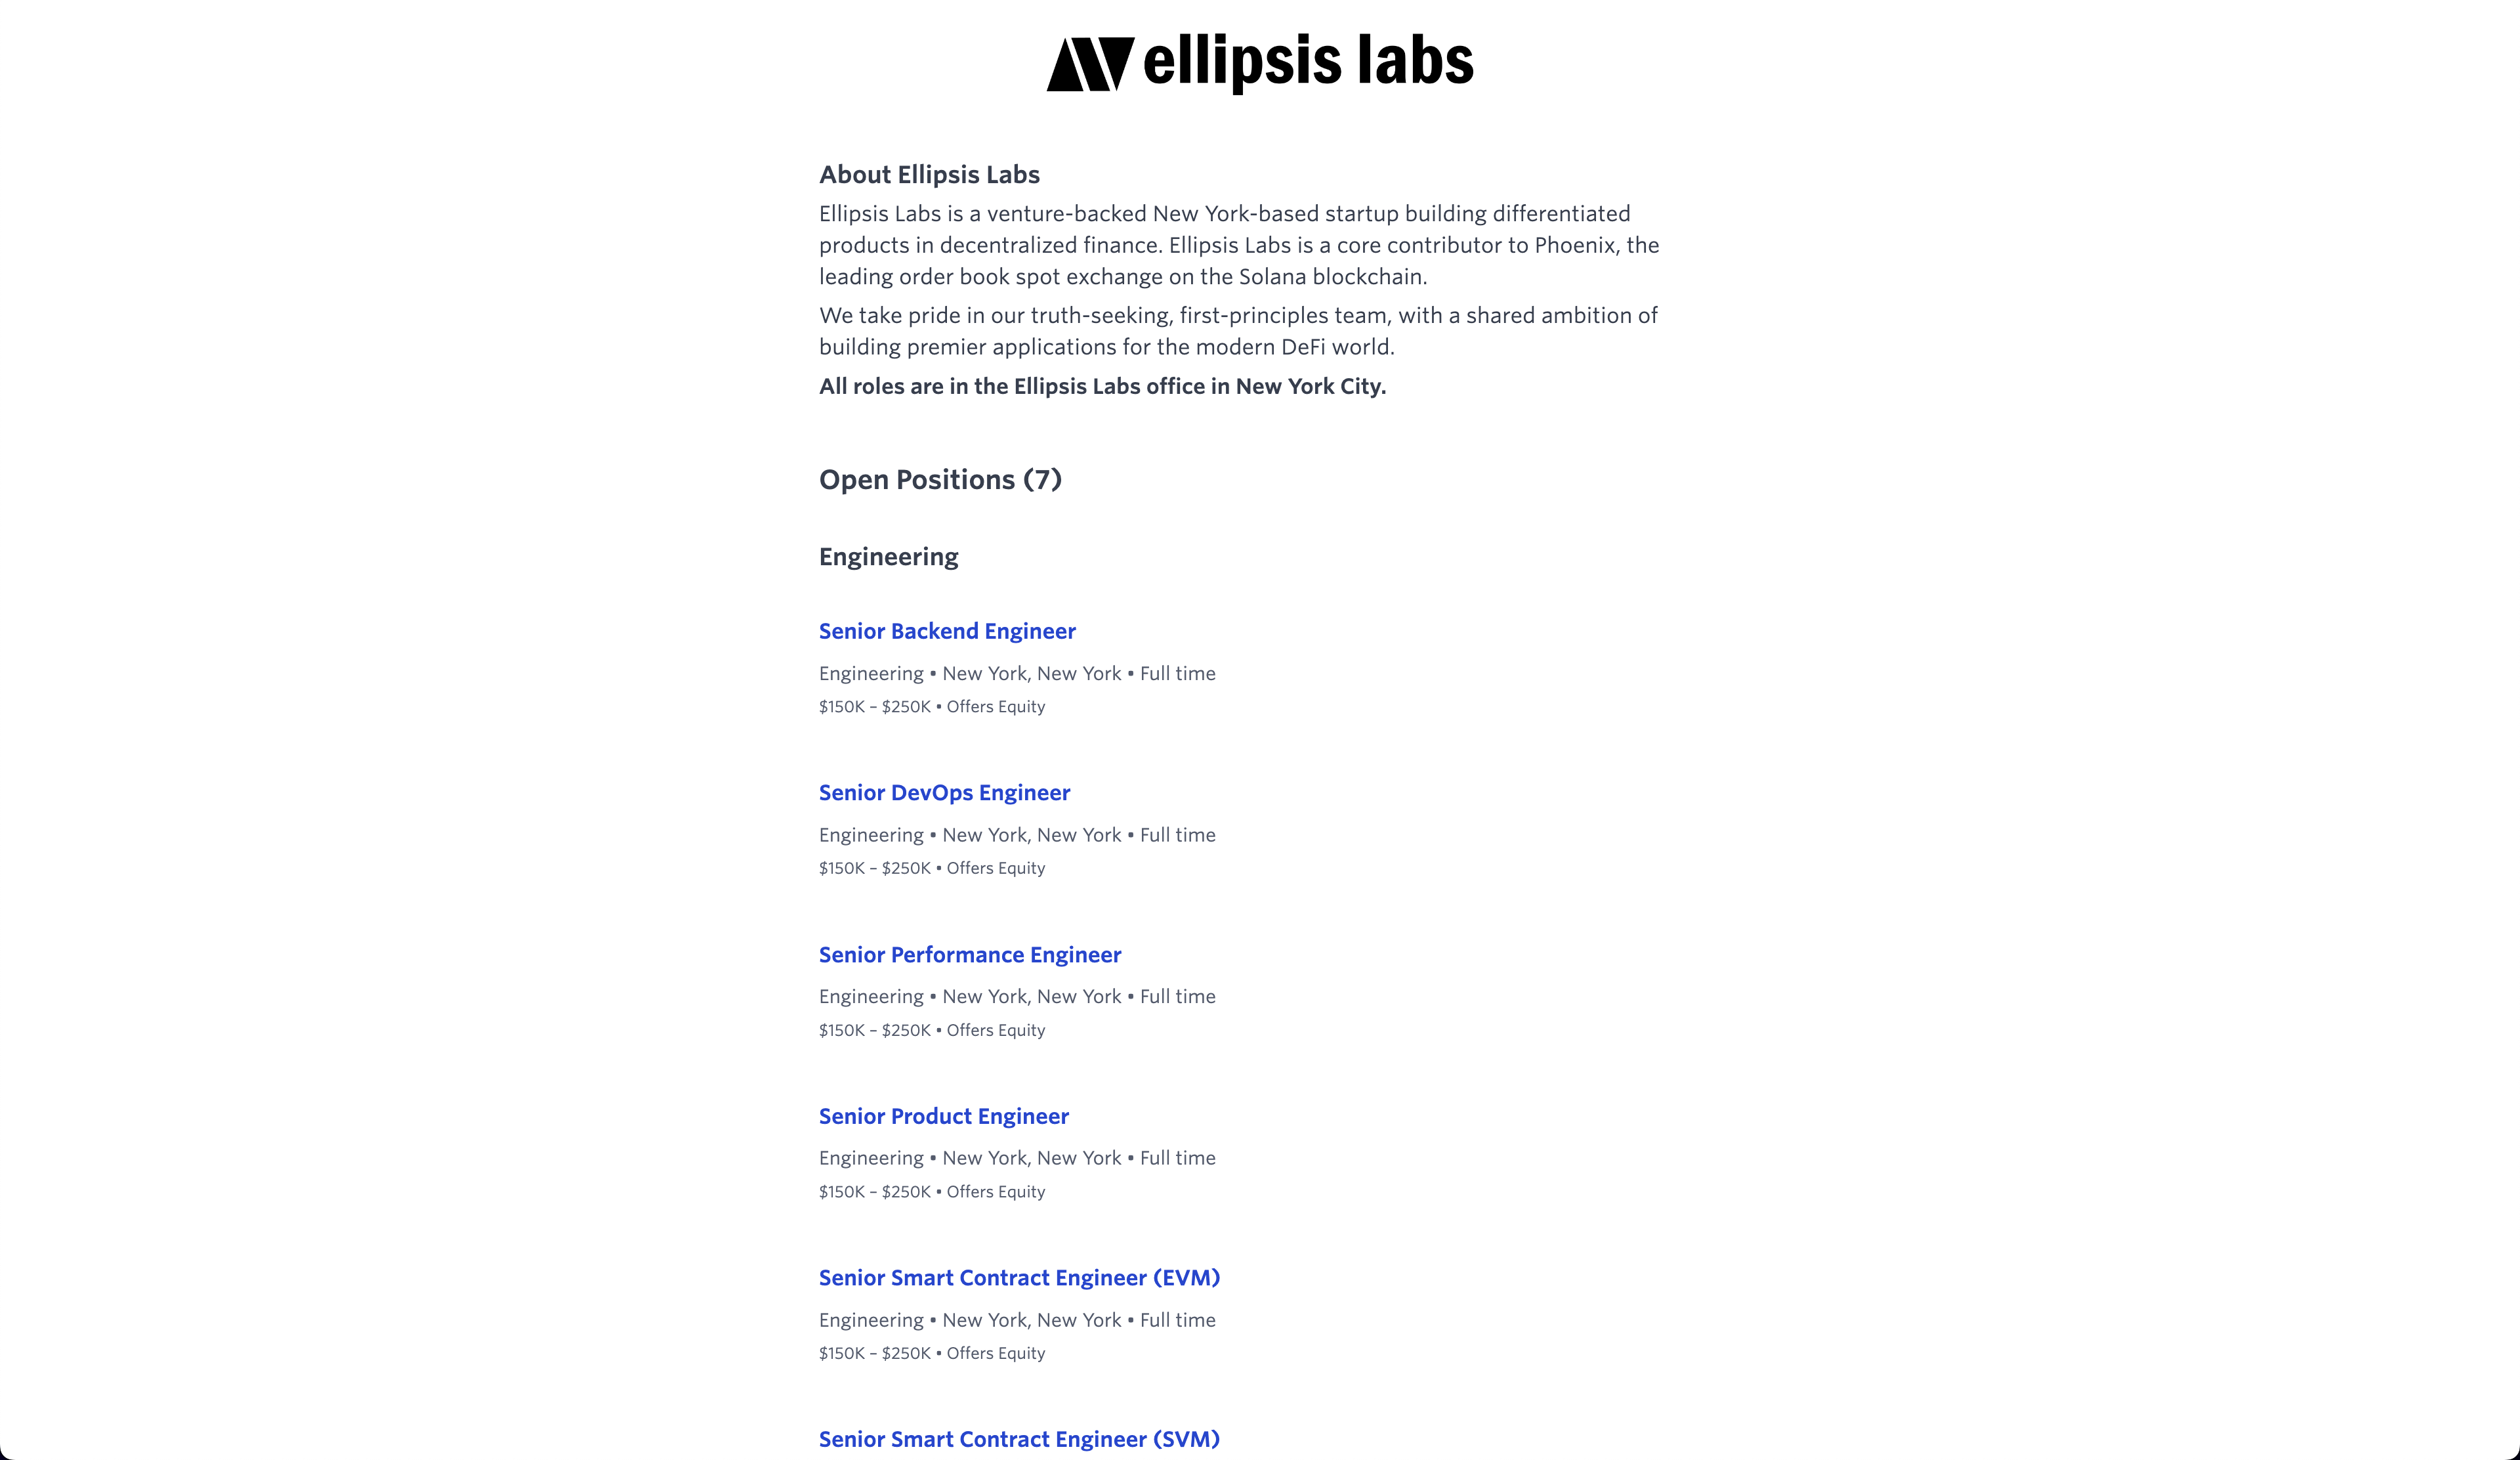 ellipsis labs
About Ellipsis Labs
Ellipsis Labs is a venture-backed New York-based startup building differentiated
products in decentralized finance. Ellipsis Labs is a core contributor to Phoenix, the
leading order book spot exchange on the Solana blockchain.
We take pride in our truth-seeking, first-principles team, with a shared ambition of
building premier applications for the modern DeFi world.
All roles are in the Ellipsis Labs office in New York City.
Open Positions (7)
Engineering
Senior Backend Engineer
Engineering • New York, New York • Full time
$150K – $250K • Offers Equity
Senior DevOps Engineer
Engineering • New York, New York • Full time
$150K – $250K • Offers Equity
Senior Performance Engineer
Engineering • New York, New York • Full time
$150K – $250K • Offers Equity
Senior Product Engineer
Engineering • New York, New York • Full time
$150K – $250K • Offers Equity
Senior Smart Contract Engineer (EVM)
Engineering • New York, New York • Full time
$150K – $250K • Offers Equity
Senior Smart Contract Engineer (SVM)